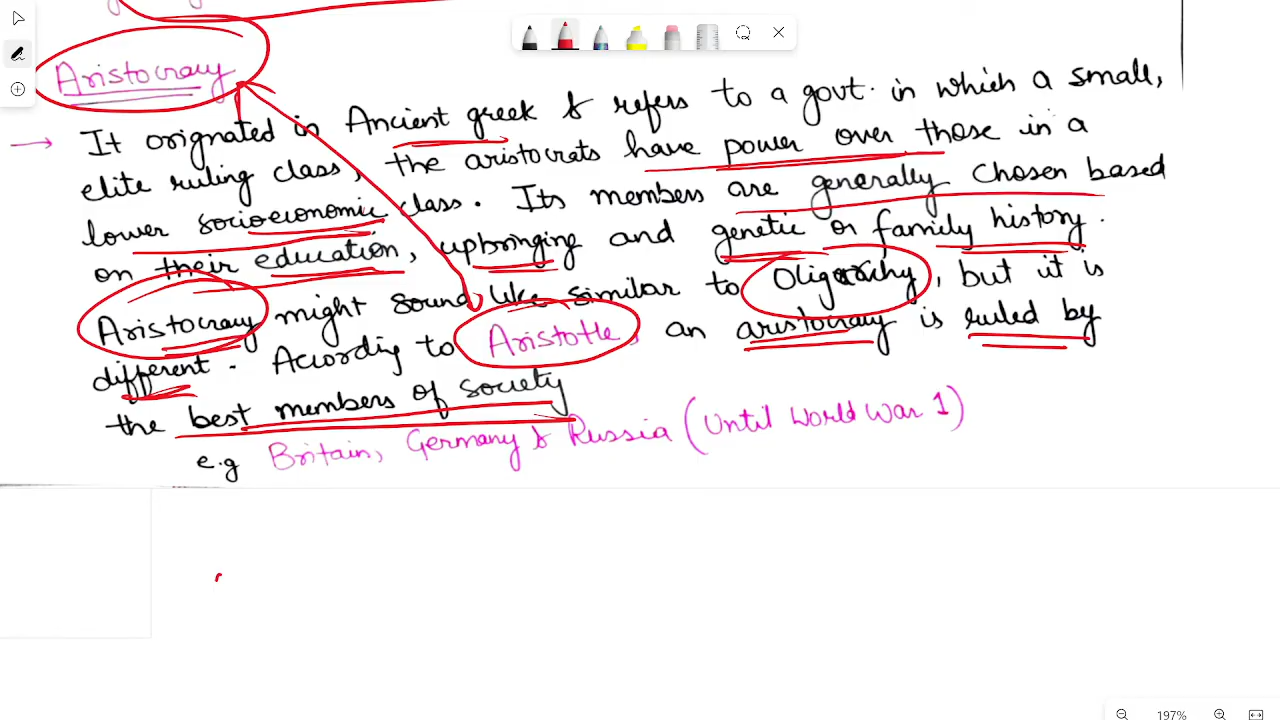 Aristocracy
→ It orignated in Ancient greek & refers to a govt. in which a small,
elite ruling class, the aristocrats have power over those in a
lower socioeconomic class. Its members are generally chosen based
on their education, upbringing and genetic or family history.
Aristocracy might sound like similar to Oligarchy, but it is
different. According to Aristotle, an aristocracy is ruled by
the best members of society
e.g Britain, Germany & Russia (Until World War 1)
197%